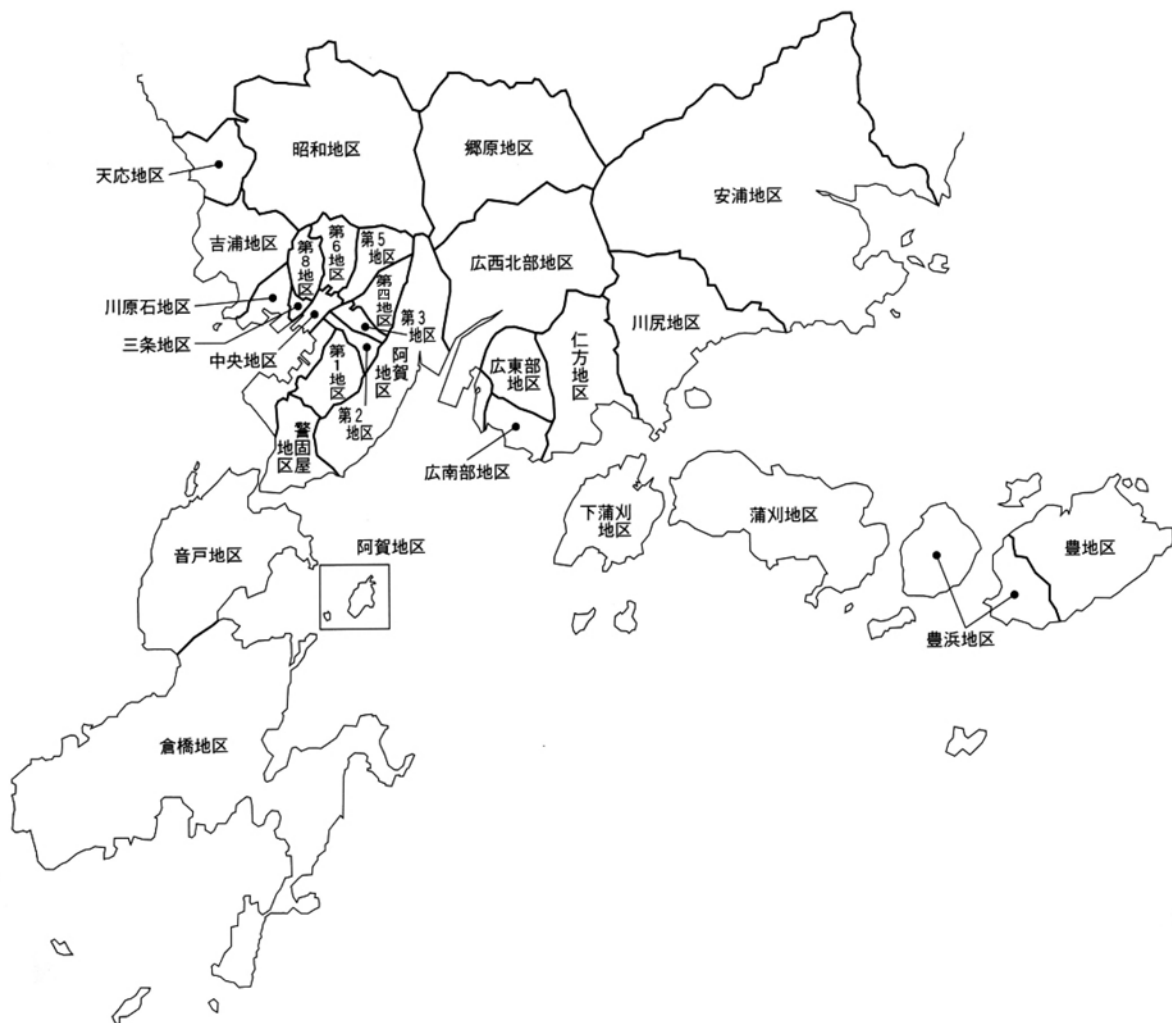 昭和地区
郷原地区
天応地区
安浦地区
吉浦地区
第8地区
第6地区
第5
地区
広西北部地区
川原石地区
第四地区
第3
地区
川尻地区
三条地区
中央地区
第1地区
阿賀
地区
広東部
地区
仁方地区
第2
地区
警固屋
地区
広南部地区
下蒲刈
地区
蒲刈地区
豊地区
音戸地区
阿賀地区
豊浜地区
倉橋地区